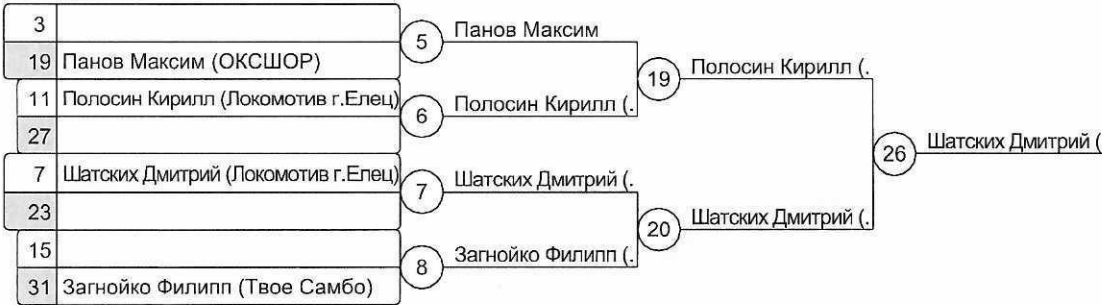 3
5
Панов Максим
19 Панов Максим (ОКСШОР)
19
Полосин Кирилл (.
11 Полосин Кирилл (Локомотив г.Елец)
6
Полосин Кирилл (.
27
26
Шатских Дмитрий (
7 Шатских Дмитрий (Локомотив г.Елец)
7
Шатских Дмитрий (.
23
20
Шатских Дмитрий (.
15
8
Загнойко Филипп (.
31 Загнойко Филипп (Твое Самбо)